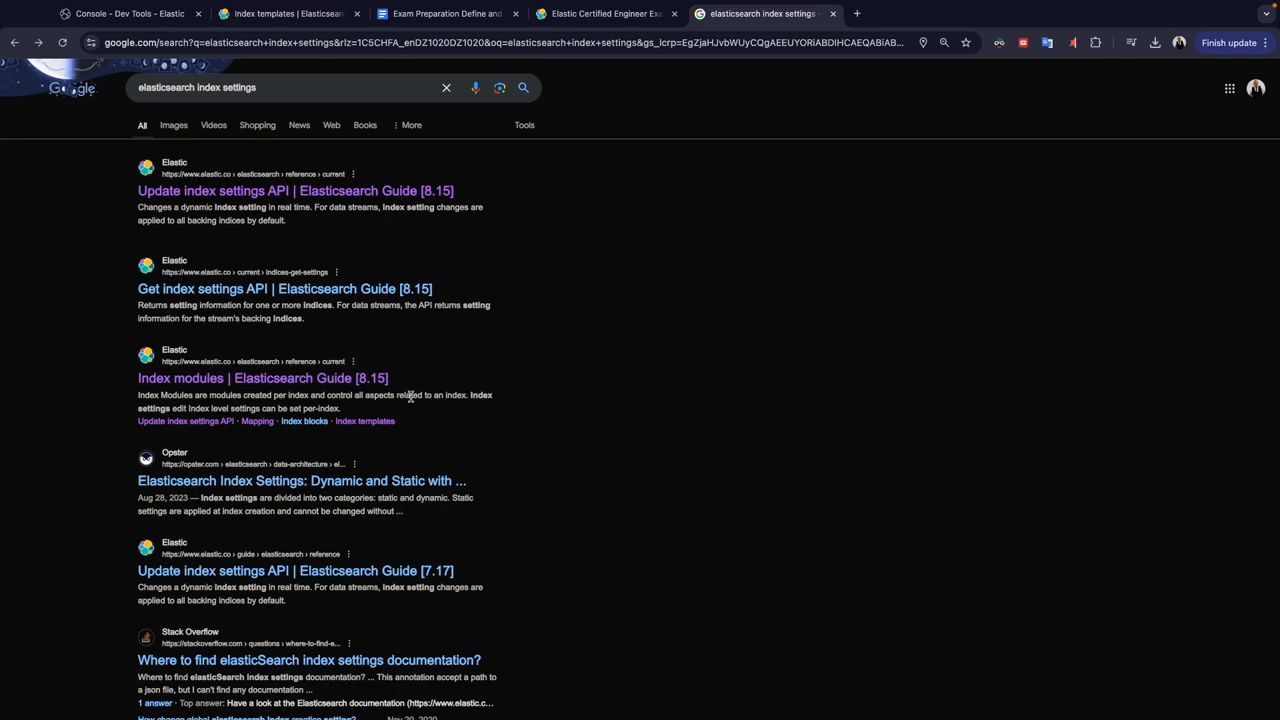 Console - Dev Tools - Elastic
Index templates | Elasticsear
Exam Preparation Define and
Elastic Certified Engineer Exa
elasticsearch index settings -
google.com/search?q=elasticsearch+index+settings&rlz=1C5CHFA_enDZ1020DZ1020&oq=elasticsearch+index+settings&gs_lcrp=EgZjaHJvbWUyCQgAEEUYORiABDIHCAEQABiAB...
Finish update
Google
elasticsearch index settings
All
Images
Videos
Shopping
News
Web
Books
More
Tools
Elastic
https://www.elastic.co › elasticsearch › reference › current
Update index settings API | Elasticsearch Guide [8.15]
Changes a dynamic index setting in real time. For data streams, index setting changes are
applied to all backing indices by default.
Elastic
https://www.elastic.co › current › indices-get-settings
Get index settings API | Elasticsearch Guide [8.15]
Returns setting information for one or more indices. For data streams, the API returns setting
information for the stream's backing indices.
Elastic
https://www.elastic.co › elasticsearch › reference › current
Index modules | Elasticsearch Guide [8.15]
Index Modules are modules created per index and control all aspects related to an index. Index
settings edit Index level settings can be set per-index.
Update index settings API · Mapping · Index blocks · Index templates
Opster
https://opster.com › elasticsearch › data-architecture › el...
Elasticsearch Index Settings: Dynamic and Static with ...
Aug 28, 2023 — Index settings are divided into two categories: static and dynamic. Static
settings are applied at index creation and cannot be changed without ...
Elastic
https://www.elastic.co › guide › elasticsearch › reference
Update index settings API | Elasticsearch Guide [7.17]
Changes a dynamic index setting in real time. For data streams, index setting changes are
applied to all backing indices by default.
Stack Overflow
https://stackoverflow.com › questions › where-to-find-e...
Where to find elasticSearch index settings documentation?
Where to find elasticSearch index settings documentation? ... This annotation accept a path to
a json file, but I can't find any documentation ...
1 answer · Top answer: Have a look at the Elasticsearch documentation (https://www.elastic.c...
How change global elasticsearch index creation setting?
Nov 20, 2020